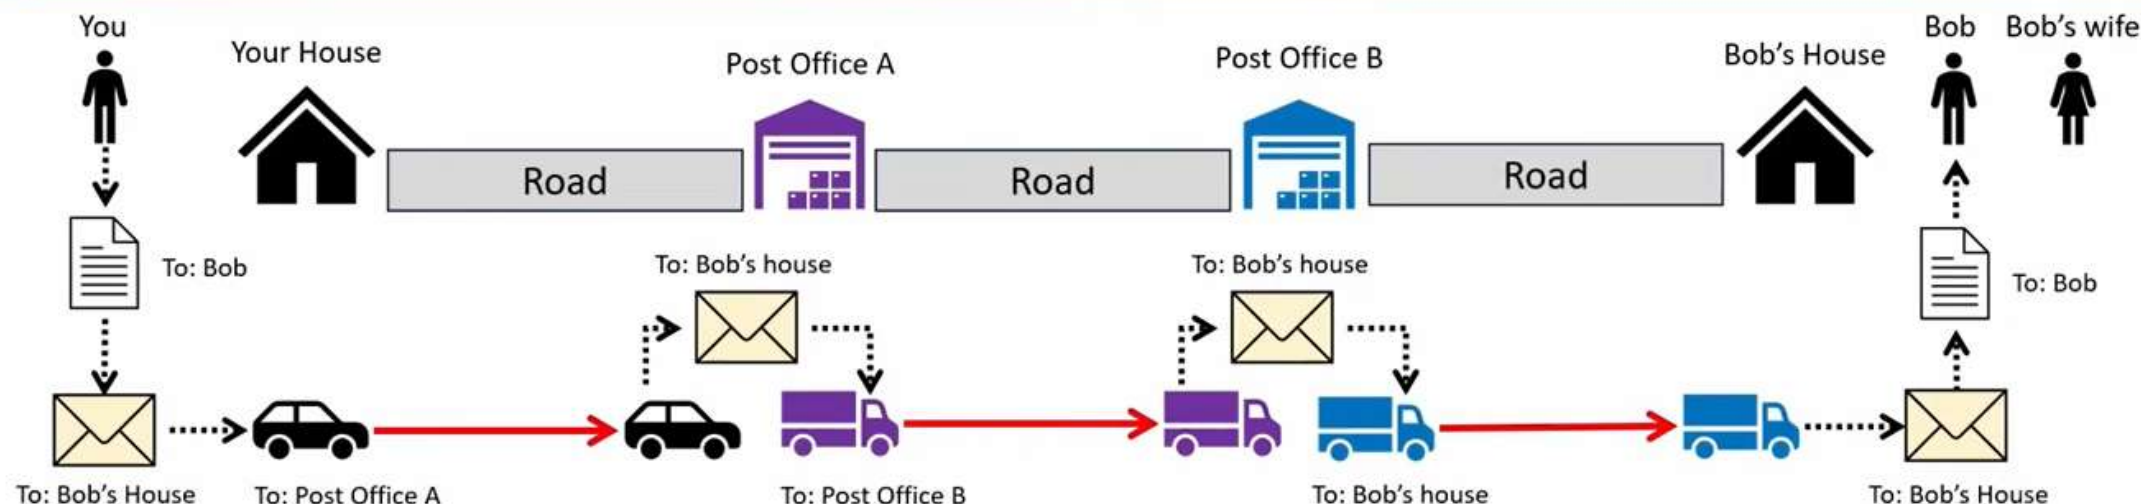 You
Your House
Post Office A
Post Office B
Bob's House
Bob
Bob's wife
Road
Road
Road
To: Bob
To: Bob's house
To: Bob's house
To: Bob
To: Bob's House
To: Post Office A
To: Post Office B
To: Bob's house
To: Bob's House